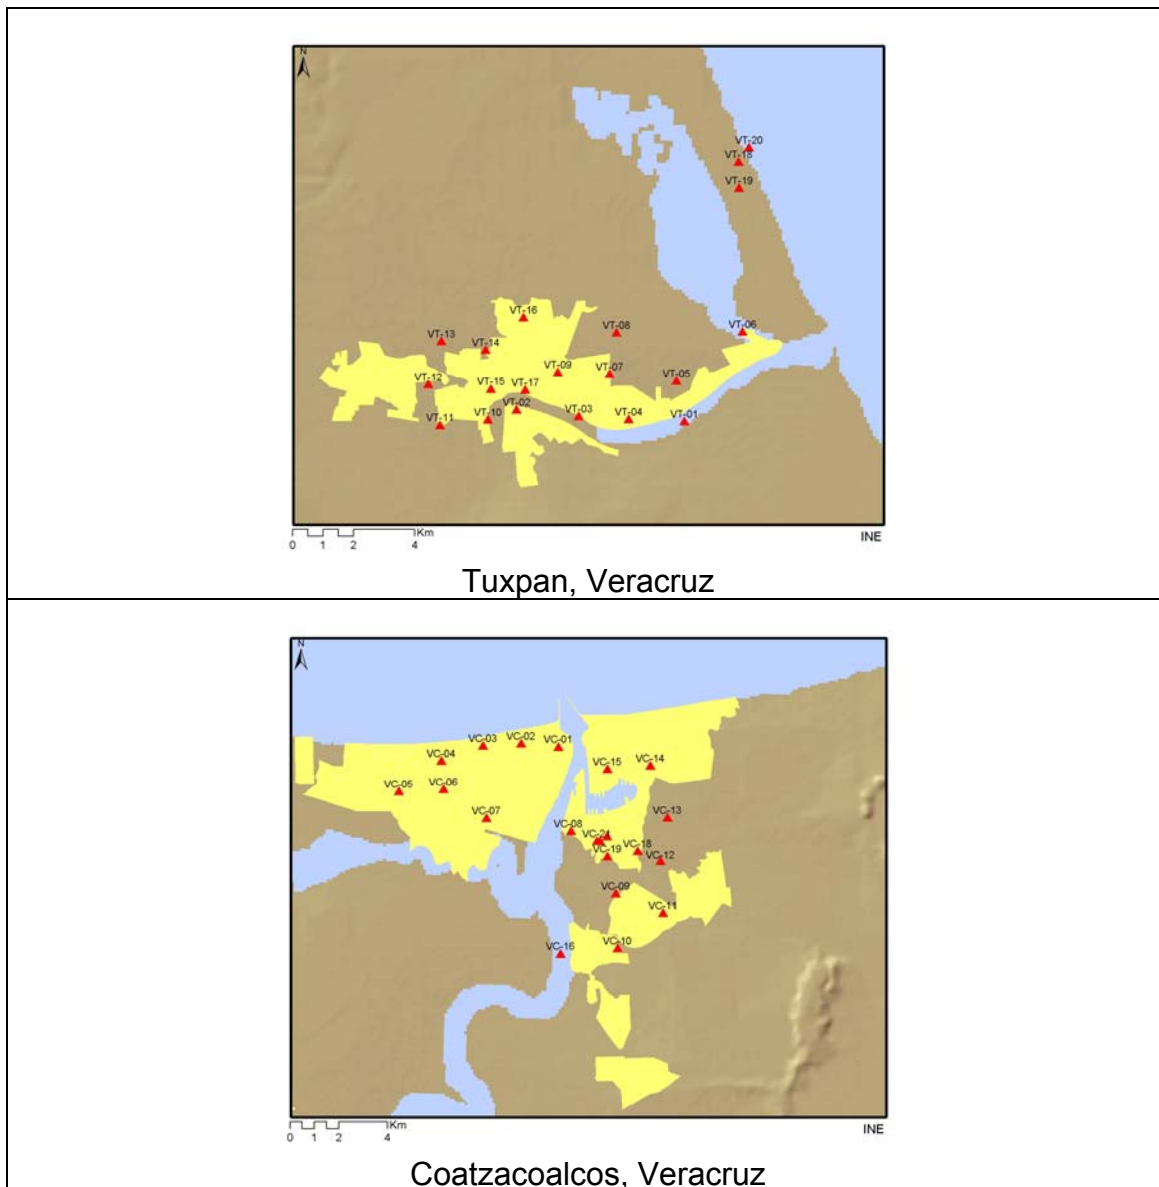 N
VT-20
VT-18
VT-19
VT-16
VT-08
VT-06
VT-13
VT-14
VT-09
VT-07
VT-05
VT-12
VT-15
VT-17
VT-02
VT-03
VT-04
VT-01
VT-11
VT-10
Km
0 1 2 4
INE
Tuxpan, Veracruz
N
VC-03
VC-02
VC-01
VC-04
VC-15
VC-14
VC-05
VC-06
VC-07
VC-13
VC-08
VC-21
VC-19
VC-18
VC-12
VC-09
VC-11
VC-16
VC-10
Km
0 1 2 4
INE
Coatzacoalcos, Veracruz